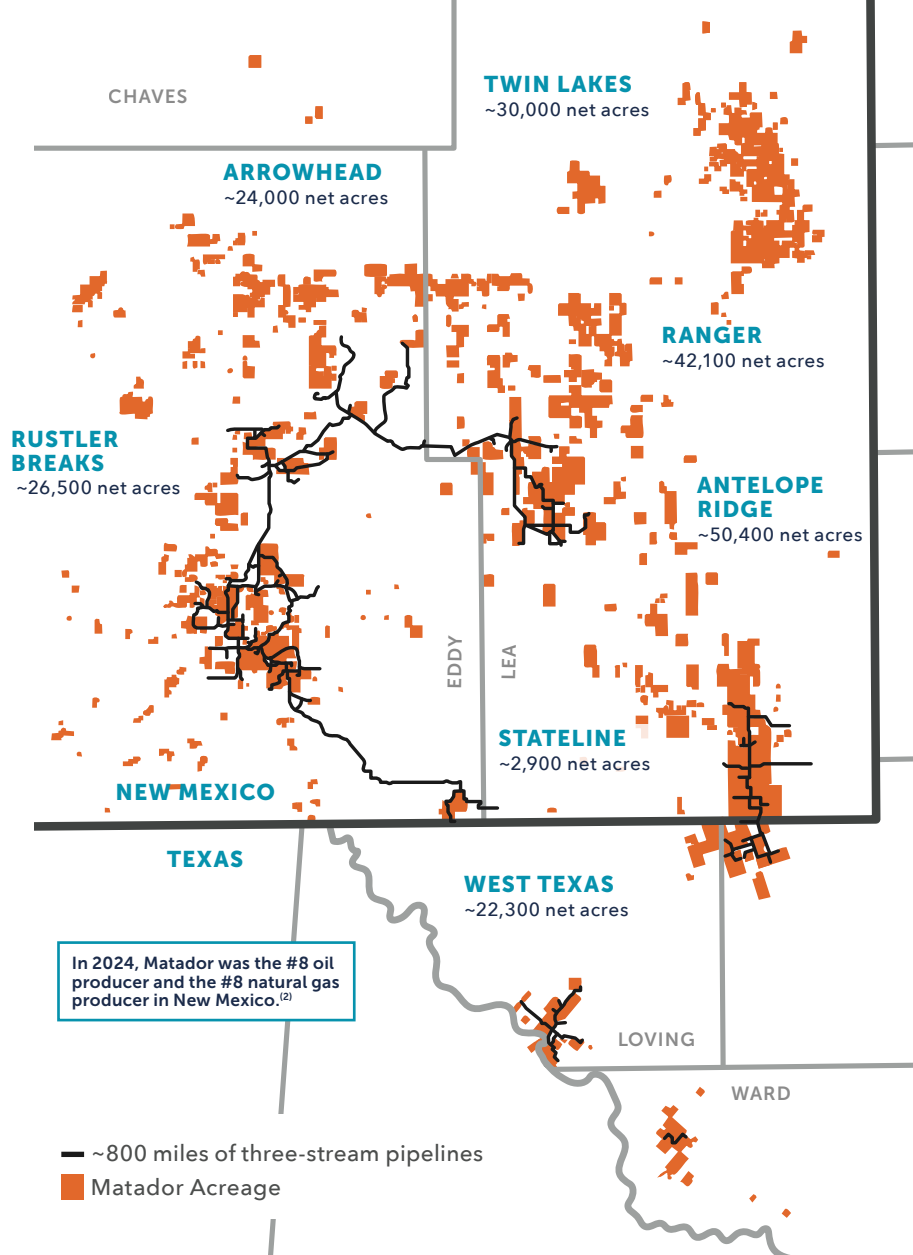 CHAVES
TWIN LAKES
~30,000 net acres
ARROWHEAD
~24,000 net acres
RANGER
~42,100 net acres
RUSTLER
BREAKS
~26,500 net acres
ANTELOPE
RIDGE
~50,400 net acres
EDDY
LEA
STATELINE
~2,900 net acres
NEW MEXICO
TEXAS
WEST TEXAS
~22,300 net acres
In 2024, Matador was the #8 oil
producer and the #8 natural gas
producer in New Mexico.(2)
LOVING
WARD
~800 miles of three-stream pipelines
Matador Acreage